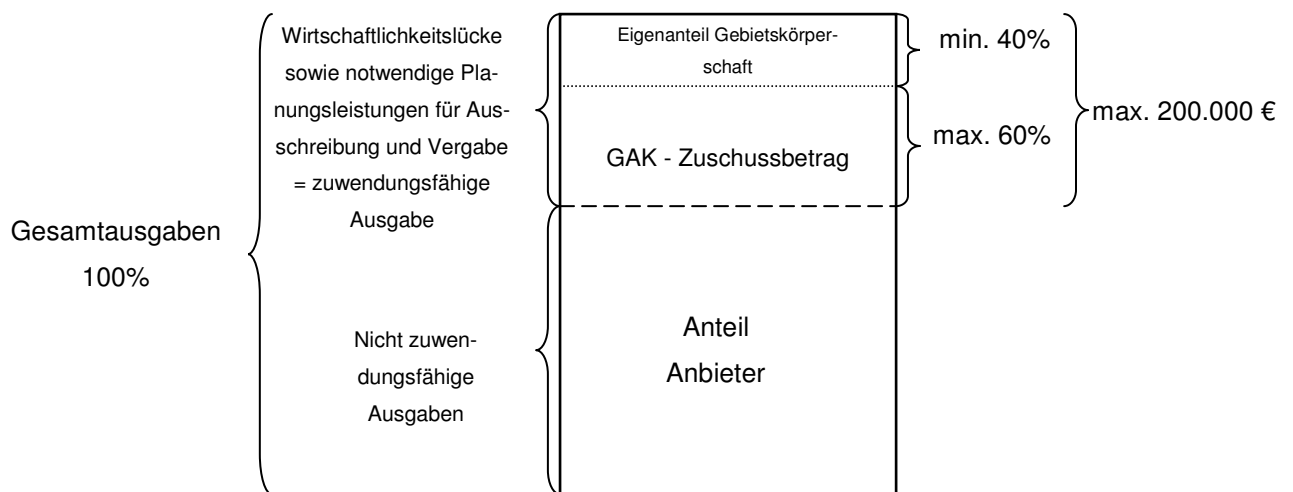 Gesamtausgaben
100%
Wirtschaftlichkeitslücke
sowie notwendige Pla-
nungsleistungen für Aus-
schreibung und Vergabe
= zuwendungsfähige
Ausgabe
Nicht zuwen-
dungsfähige
Ausgaben
Eigenanteil Gebietskörper-
schaft
GAK - Zuschussbetrag
Anteil
Anbieter
min. 40%
max. 60%
max. 200.000 €